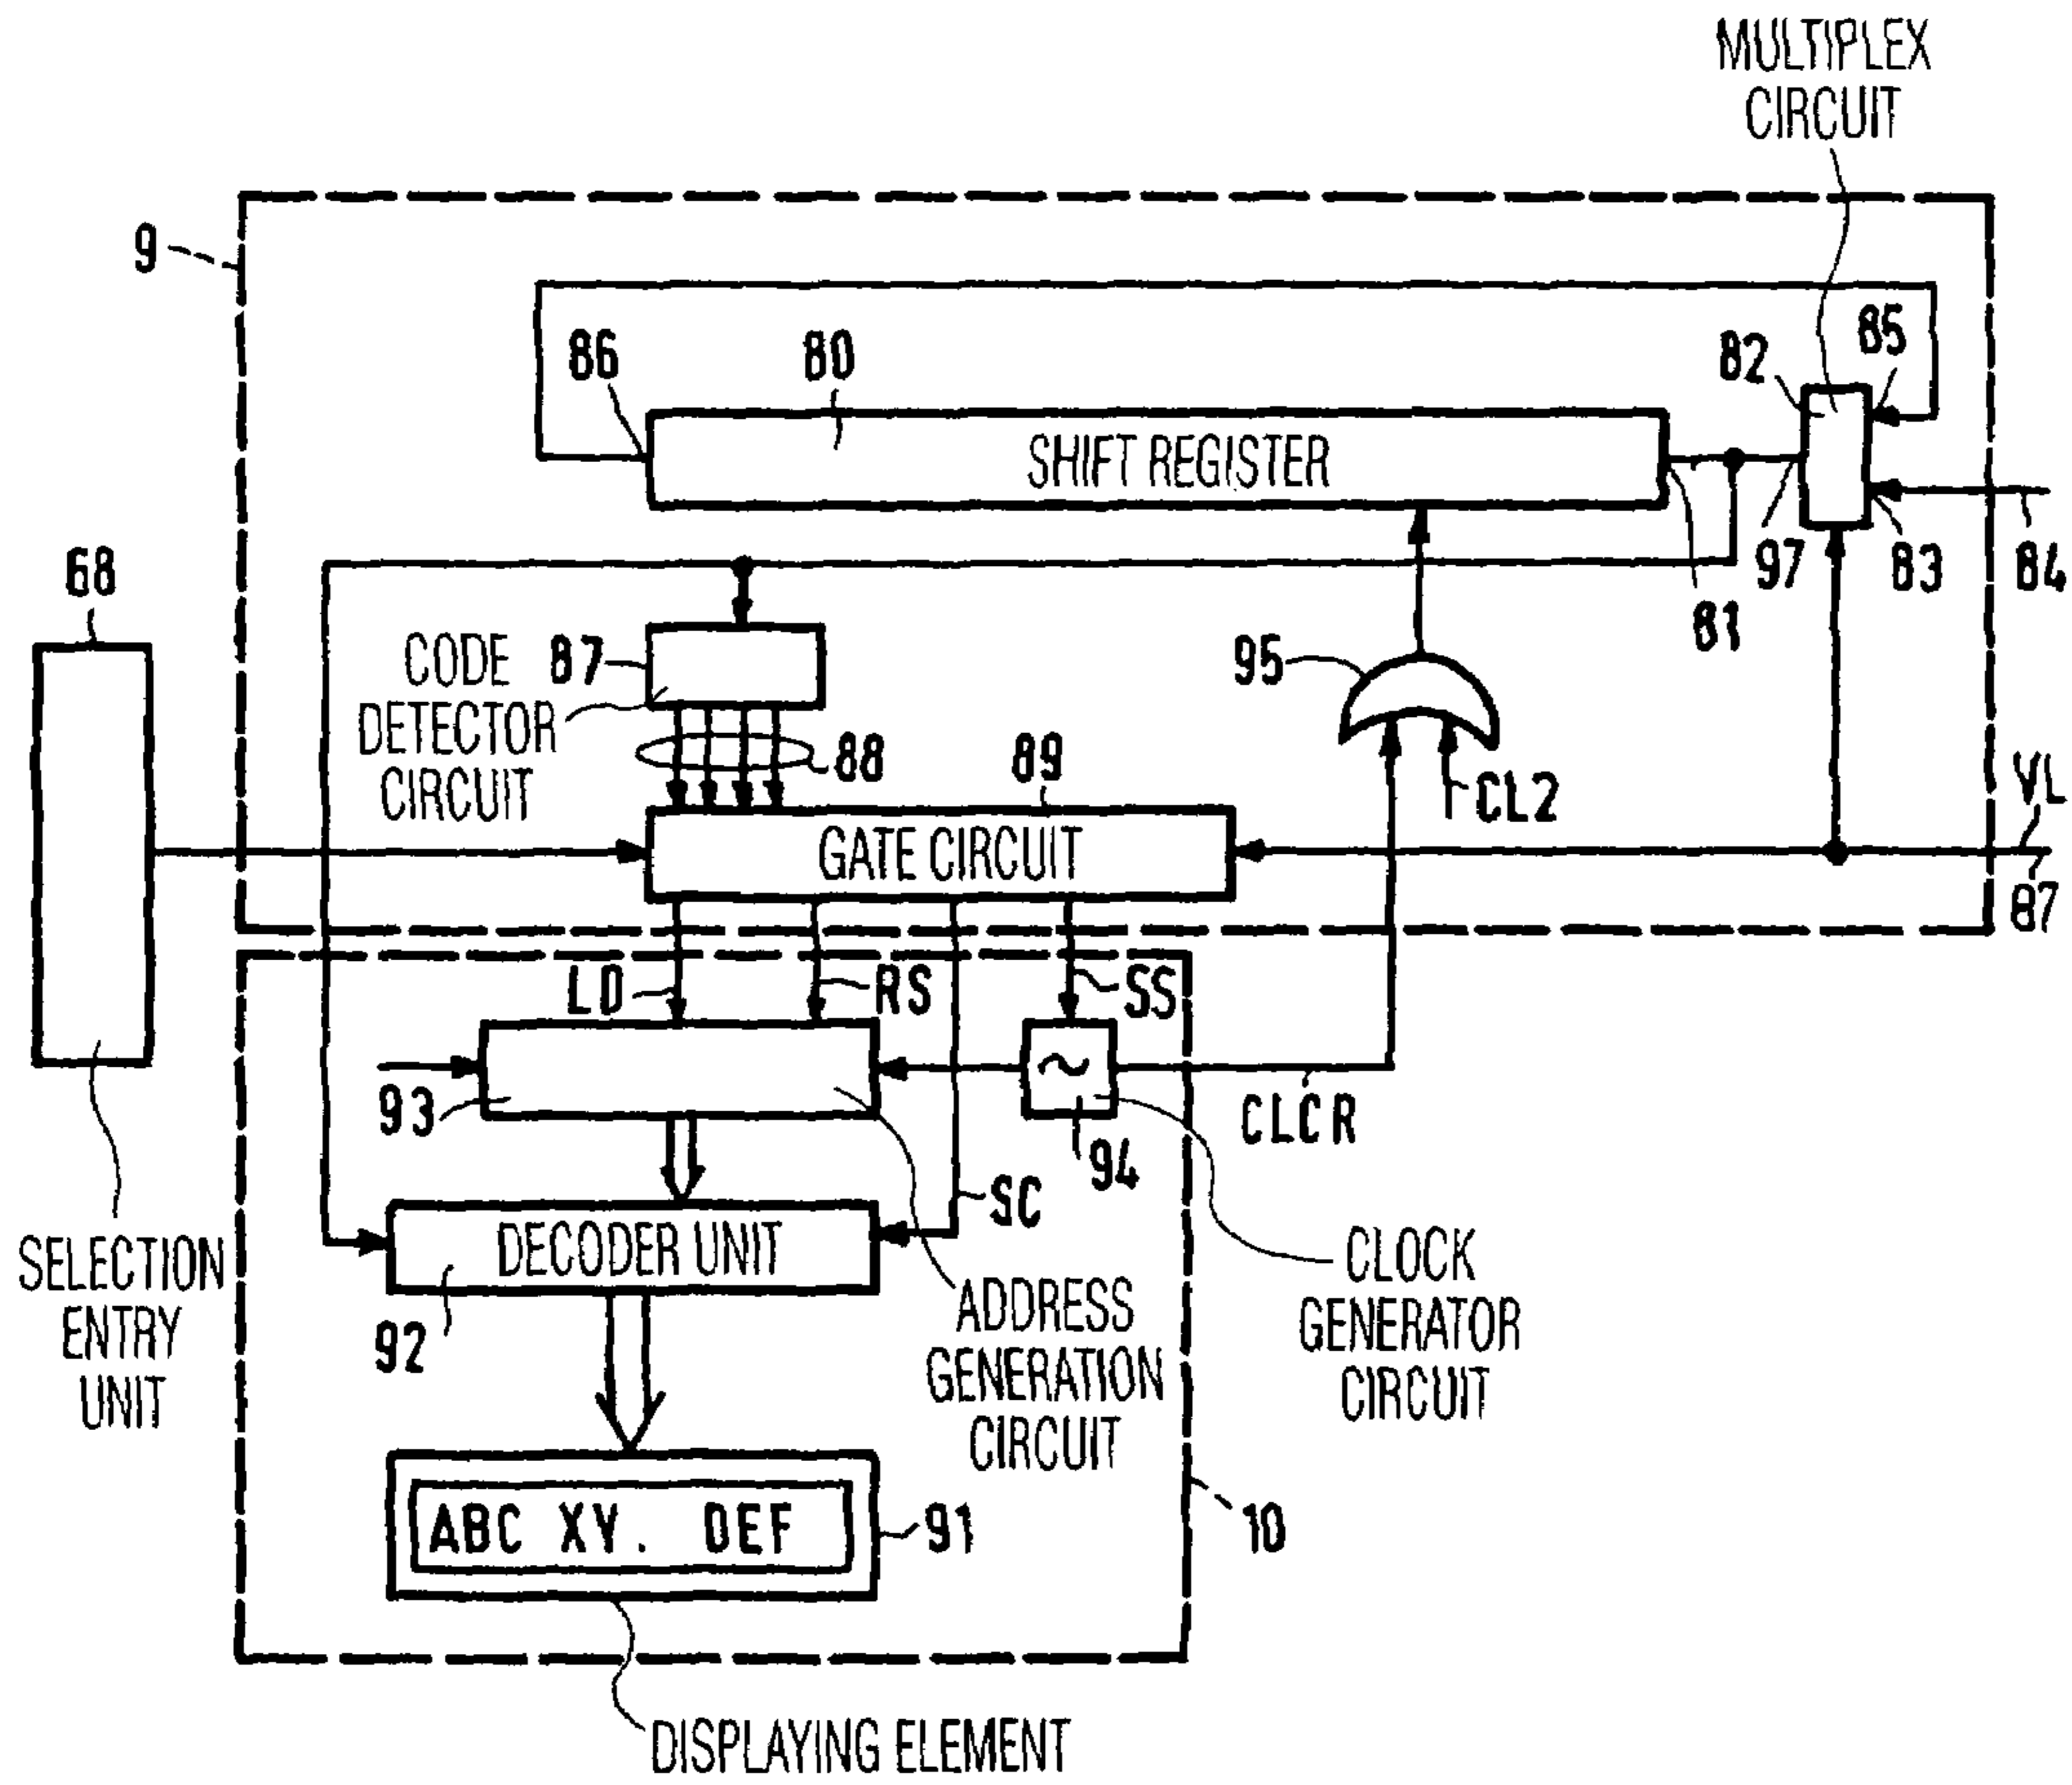 MULTIPLEX
CIRCUIT
9
86
80
82
85
SHIFT REGISTER
97
83
84
81
68
CODE
DETECTOR
CIRCUIT
87
95
88
89
CL2
VL
GATE CIRCUIT
87
LD
RS
SS
93
~
94
CLCR
SC
DECODER UNIT
92
SELECTION
ENTRY
UNIT
ADDRESS
GENERATION
CIRCUIT
CLOCK
GENERATOR
CIRCUIT
ABC XY. DEF
91
10
DISPLAYING ELEMENT